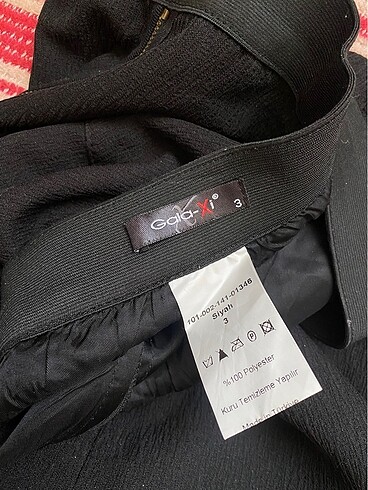 Gala-Xi® 3
101-002-141-01346
Siyah
3
%100 Polyester
Kuru Temizleme Yapılır
Made in Türkiye